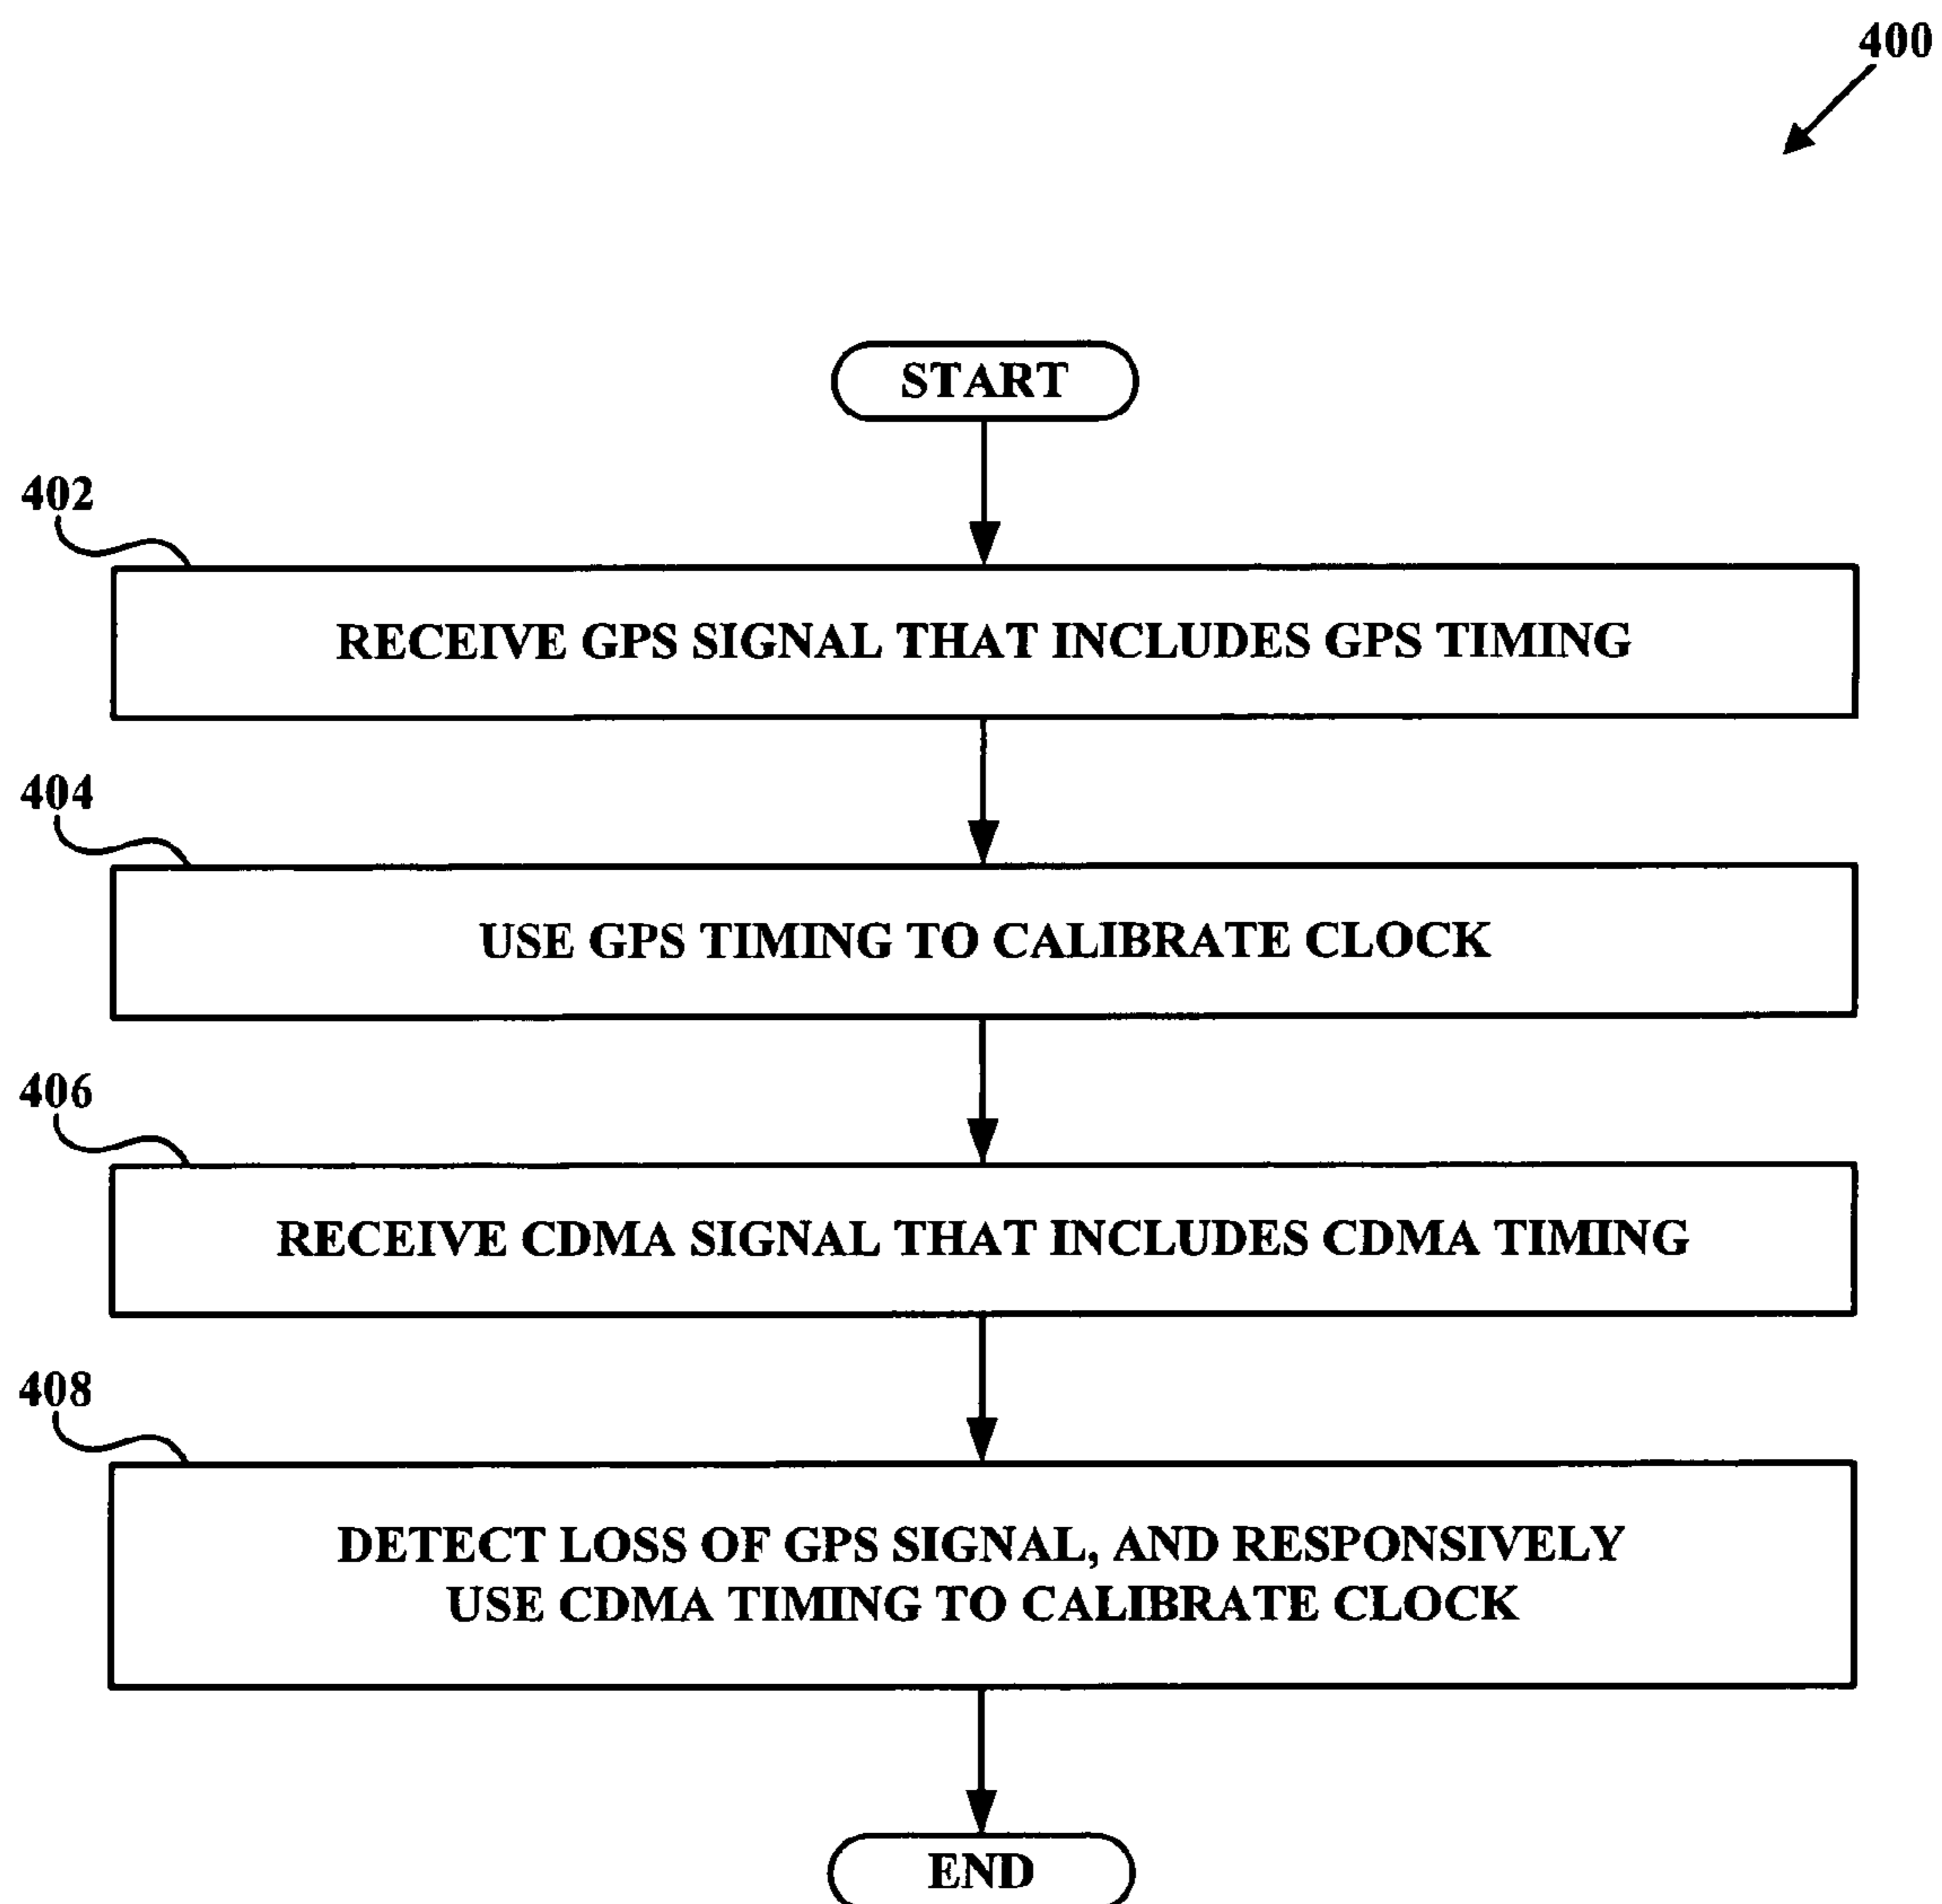 400
START
402
RECEIVE GPS SIGNAL THAT INCLUDES GPS TIMING
404
USE GPS TIMING TO CALIBRATE CLOCK
406
RECEIVE CDMA SIGNAL THAT INCLUDES CDMA TIMING
408
DETECT LOSS OF GPS SIGNAL, AND RESPONSIVELY
USE CDMA TIMING TO CALIBRATE CLOCK
END